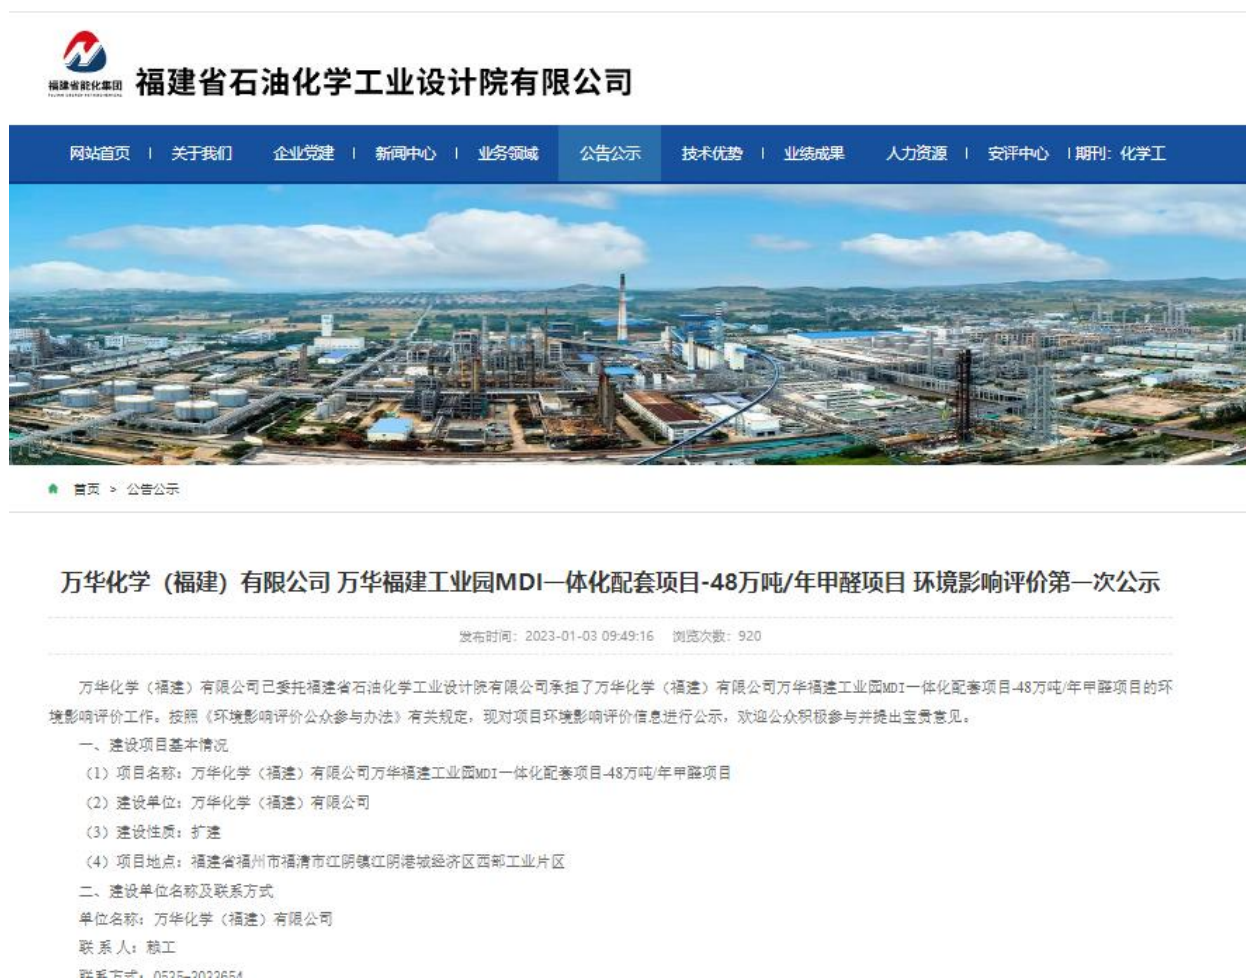 福建省能化集团
福建省石油化学工业设计院有限公司
网站首页 | 关于我们 企业党建 | 新闻中心 | 业务领域 公告公示 技术优势 | 业绩成果 人力资源 | 安评中心 | 期刊：化学工
首页 > 公告公示
万华化学（福建）有限公司 万华福建工业园MDI一体化配套项目-48万吨/年甲醛项目 环境影响评价第一次公示
发布时间：2023-01-03 09:49:16 浏览次数：920
万华化学（福建）有限公司已委托福建省石油化学工业设计院有限公司承担了万华化学（福建）有限公司万华福建工业园MDI一体化配套项目-48万吨/年甲醛项目的环
境影响评价工作。按照《环境影响评价公众参与办法》有关规定，现对项目环境影响评价信息进行公示，欢迎公众积极参与并提出宝贵意见。
一、建设项目基本情况
（1）项目名称：万华化学（福建）有限公司万华福建工业园MDI一体化配套项目-48万吨/年甲醛项目
（2）建设单位：万华化学（福建）有限公司
（3）建设性质：扩建
（4）项目地点：福建省福州市福清市江阴镇江阴港城经济区西部工业片区
二、建设单位名称及联系方式
单位名称：万华化学（福建）有限公司
联 系 人：赖工
联系方式：0535-3033654